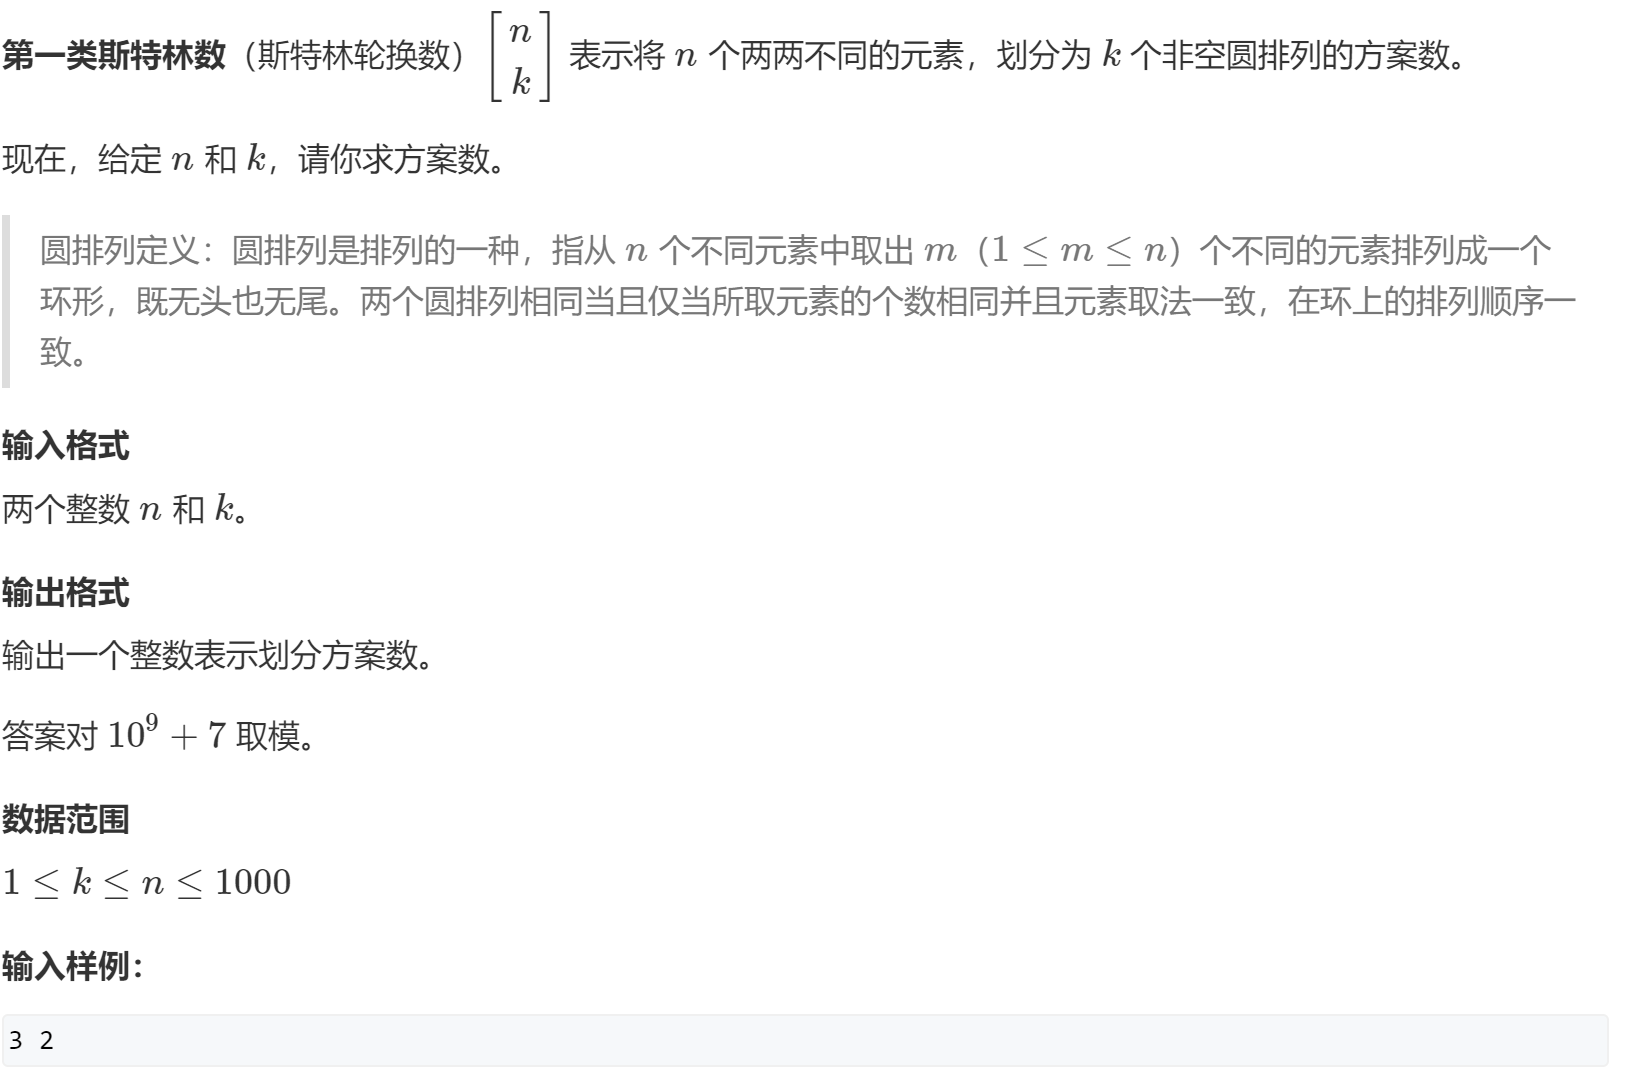 第一类斯特林数（斯特林轮换数）$\begin{bmatrix} n \\ k \end{bmatrix}$ 表示将 $n$ 个两两不同的元素，划分为 $k$ 个非空圆排列的方案数。
现在，给定 $n$ 和 $k$，请你求方案数。
圆排列定义：圆排列是排列的一种，指从 $n$ 个不同元素中取出 $m$（$1 \leq m \leq n$）个不同的元素排列成一个
环形，既无头也无尾。两个圆排列相同当且仅当所取元素的个数相同并且元素取法一致，在环上的排列顺序一
致。
输入格式
两个整数 $n$ 和 $k$。
输出格式
输出一个整数表示划分方案数。
答案对 $10^9 + 7$ 取模。
数据范围
$1 \leq k \leq n \leq 1000$
输入样例：
3 2